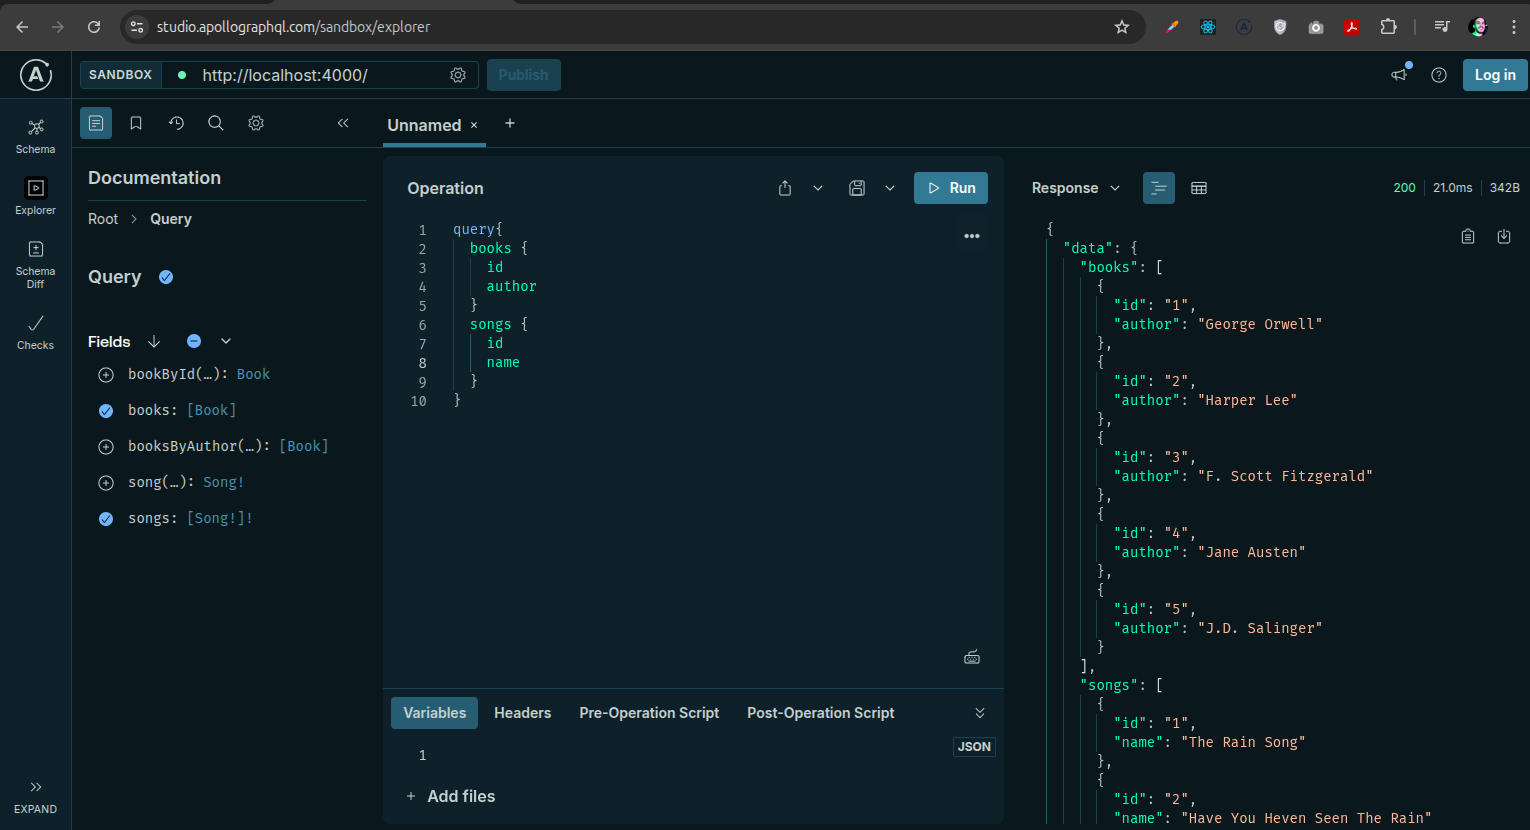 studio.apollographql.com/sandbox/explorer
SANDBOX
http://localhost:4000/
Publish
Log in
Schema
Explorer
Schema
Diff
Checks
EXPAND
Unnamed × +
Documentation
Root > Query
Query
Fields
bookById(…): Book
books: [Book]
booksByAuthor(…): [Book]
song(…): Song!
songs: [Song!]!
Operation
Run
1 query{
2 books {
3 id
4 author
5 }
6 songs {
7 id
8 name
9 }
10 }
Variables
Headers
Pre-Operation Script
Post-Operation Script
1
JSON
+ Add files
Response
200
21.0ms
342B
{
"data": {
"books": [
{
"id": "1",
"author": "George Orwell"
},
{
"id": "2",
"author": "Harper Lee"
},
{
"id": "3",
"author": "F. Scott Fitzgerald"
},
{
"id": "4",
"author": "Jane Austen"
},
{
"id": "5",
"author": "J.D. Salinger"
}
],
"songs": [
{
"id": "1",
"name": "The Rain Song"
},
{
"id": "2",
"name": "Have You Heven Seen The Rain"